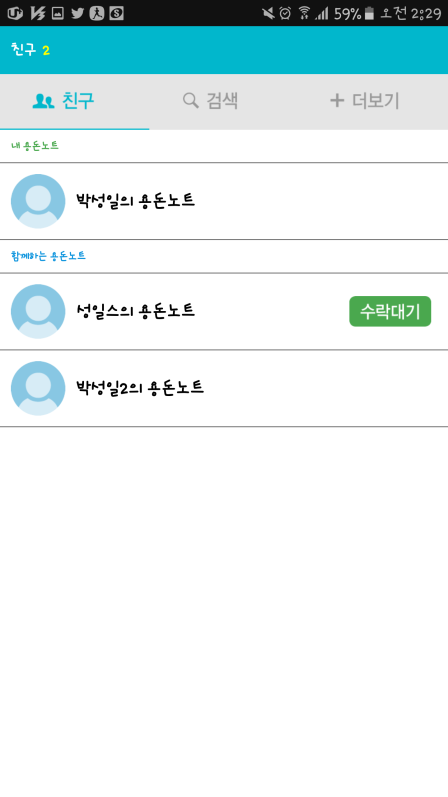 59% 오전 2:29
친구 2
친구 검색 더보기
내 용돈노트
박성일의 용돈노트
함께하는 용돈노트
성일스의 용돈노트 수락대기
박성일2의 용돈노트